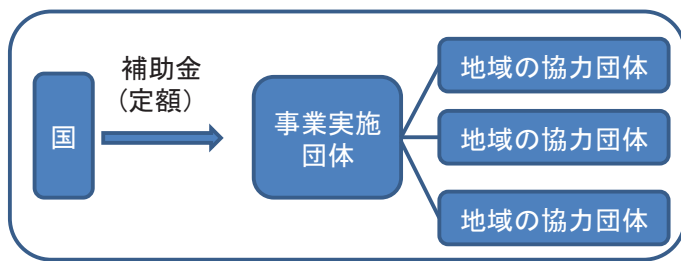 補助金
（定額）
国
事業実施
団体
地域の協力団体
地域の協力団体
地域の協力団体